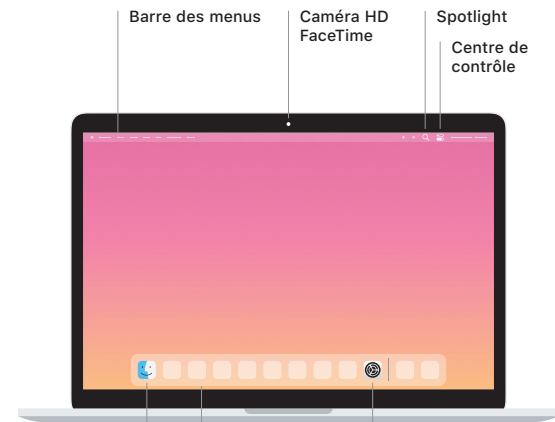 Barre des menus
Caméra HD
FaceTime
Spotlight
Centre de
contrôle